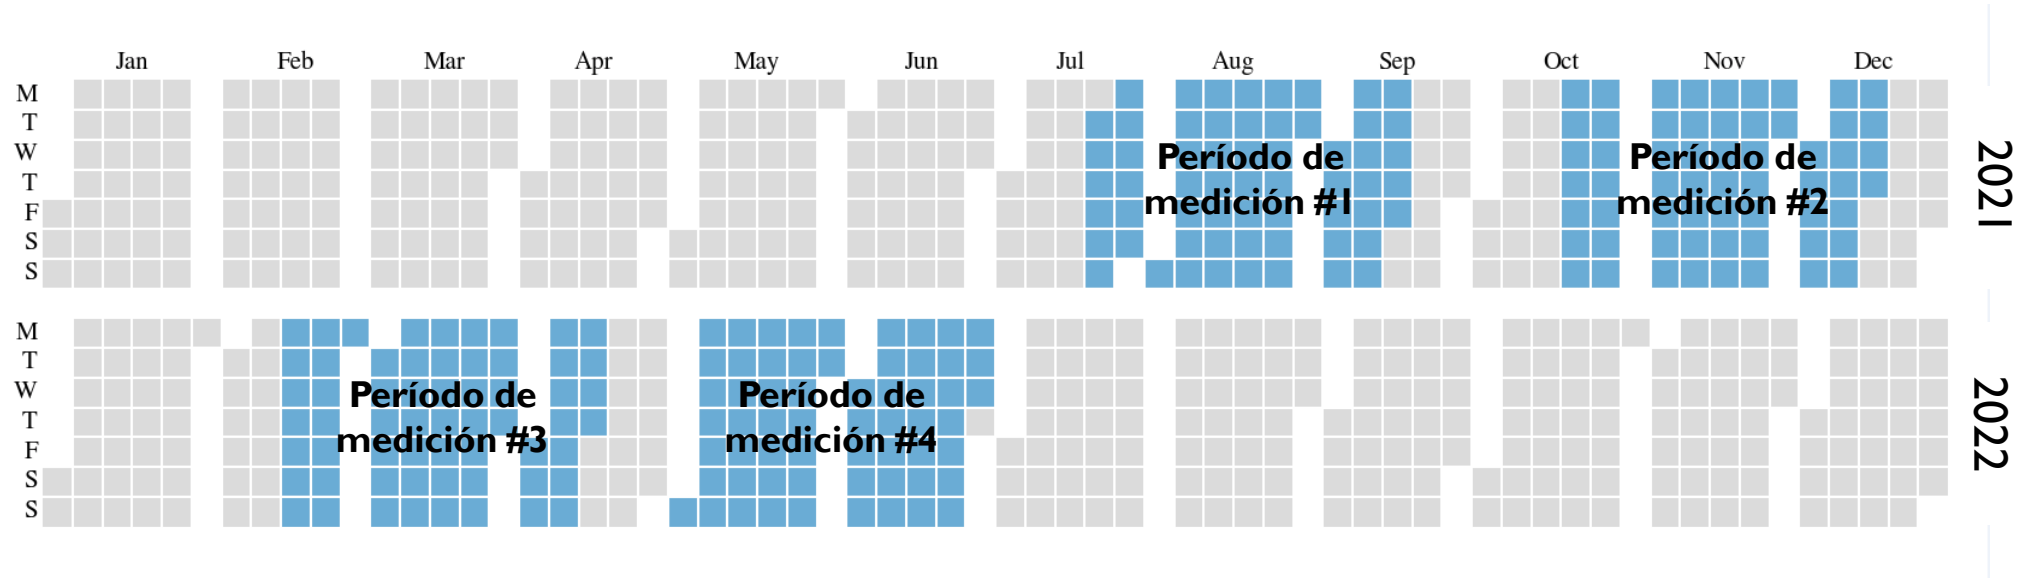 Jan Feb Mar Apr May Jun Jul Aug Sep Oct Nov Dec
M
T
W
T
F
S
S
Período de
medición #1
Período de
medición #2
2021
M
T
W
T
F
S
S
Período de
medición #3
Período de
medición #4
2022